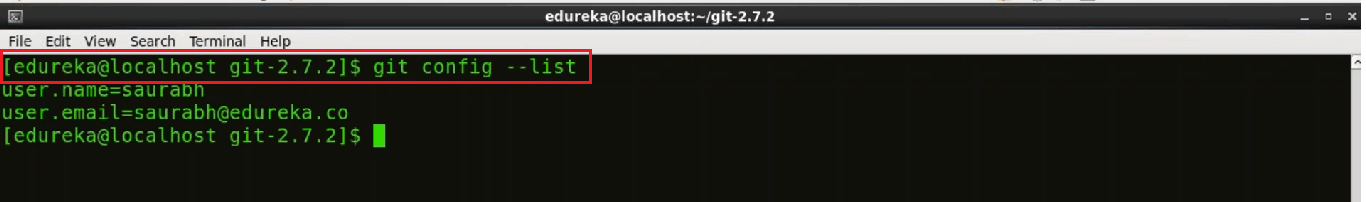 edureka@localhost:~/git-2.7.2
File Edit View Search Terminal Help
[edureka@localhost git-2.7.2]$ git config --list
user.name=saurabh
user.email=saurabh@edureka.co
[edureka@localhost git-2.7.2]$